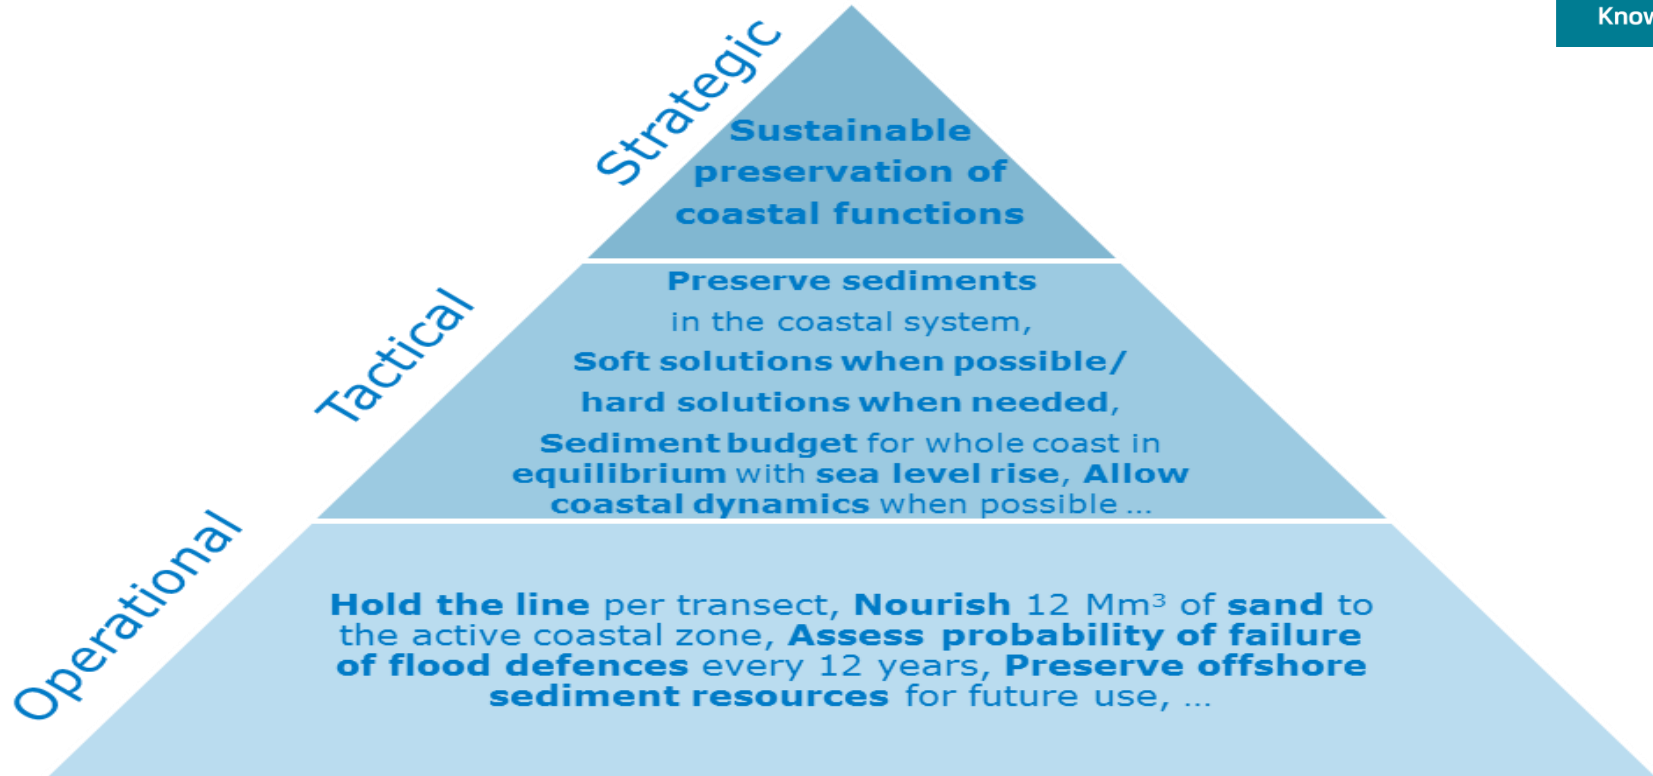 Know
Strategic
Sustainable
preservation of
coastal functions
Tactical
Preserve sediments
in the coastal system,
Soft solutions when possible/
hard solutions when needed,
Sediment budget for whole coast in
equilibrium with sea level rise, Allow
coastal dynamics when possible ...
Operational
Hold the line per transect, Nourish 12 Mm³ of sand to
the active coastal zone, Assess probability of failure
of flood defences every 12 years, Preserve offshore
sediment resources for future use, ...